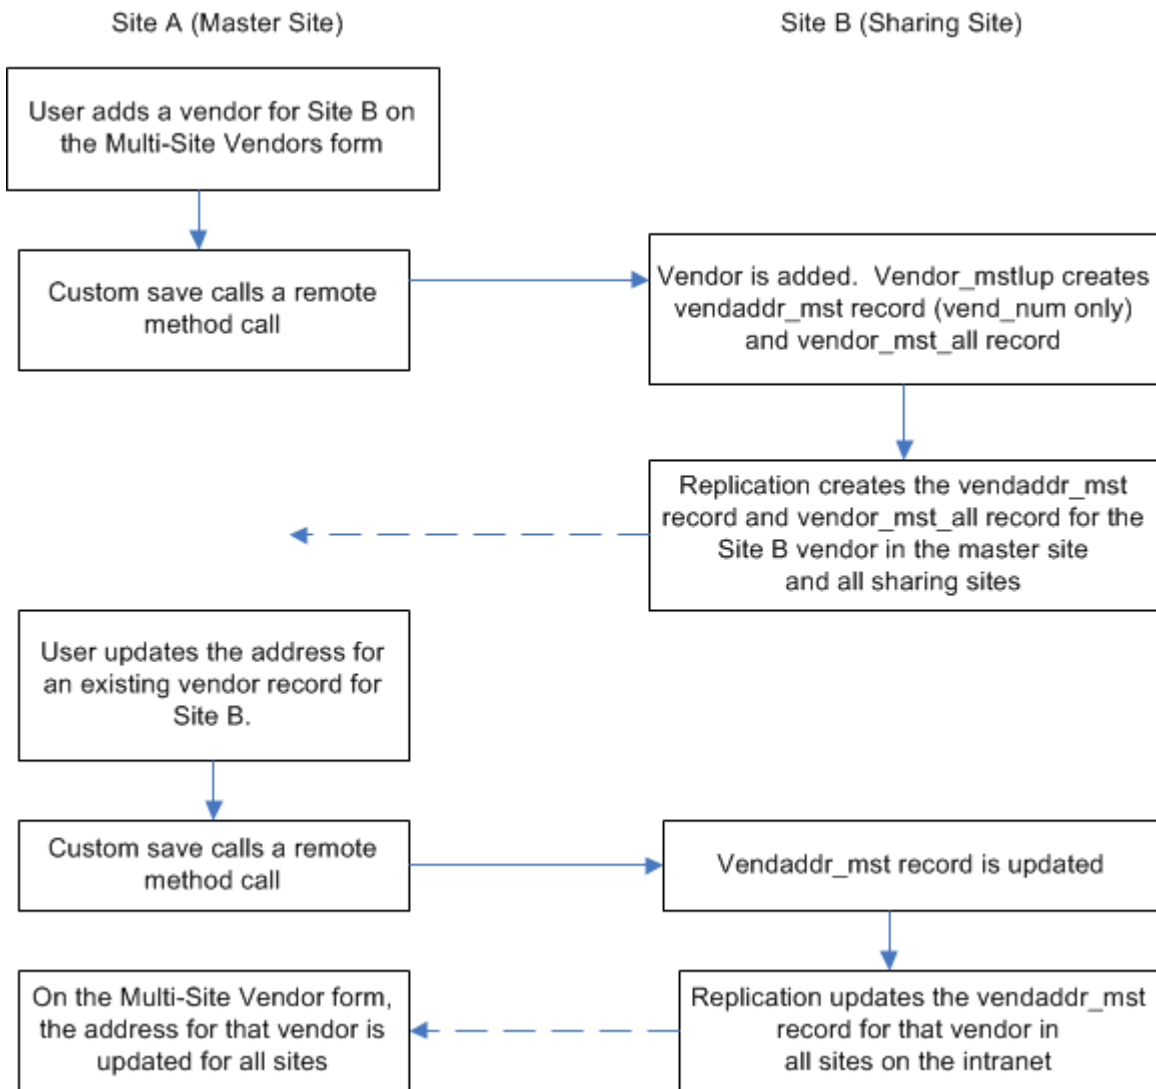 Site A (Master Site)
Site B (Sharing Site)
User adds a vendor for Site B on
the Multi-Site Vendors form
Custom save calls a remote
method call
Vendor is added.  Vendor_mstIup creates
vendaddr_mst record (vend_num only)
and vendor_mst_all record
Replication creates the vendaddr_mst
record and vendor_mst_all record for the
Site B vendor in the master site
and all sharing sites
User updates the address for
an existing vendor record for
Site B.
Custom save calls a remote
method call
Vendaddr_mst record is updated
On the Multi-Site Vendor form,
the address for that vendor is
updated for all sites
Replication updates the vendaddr_mst
record for that vendor in
all sites on the intranet